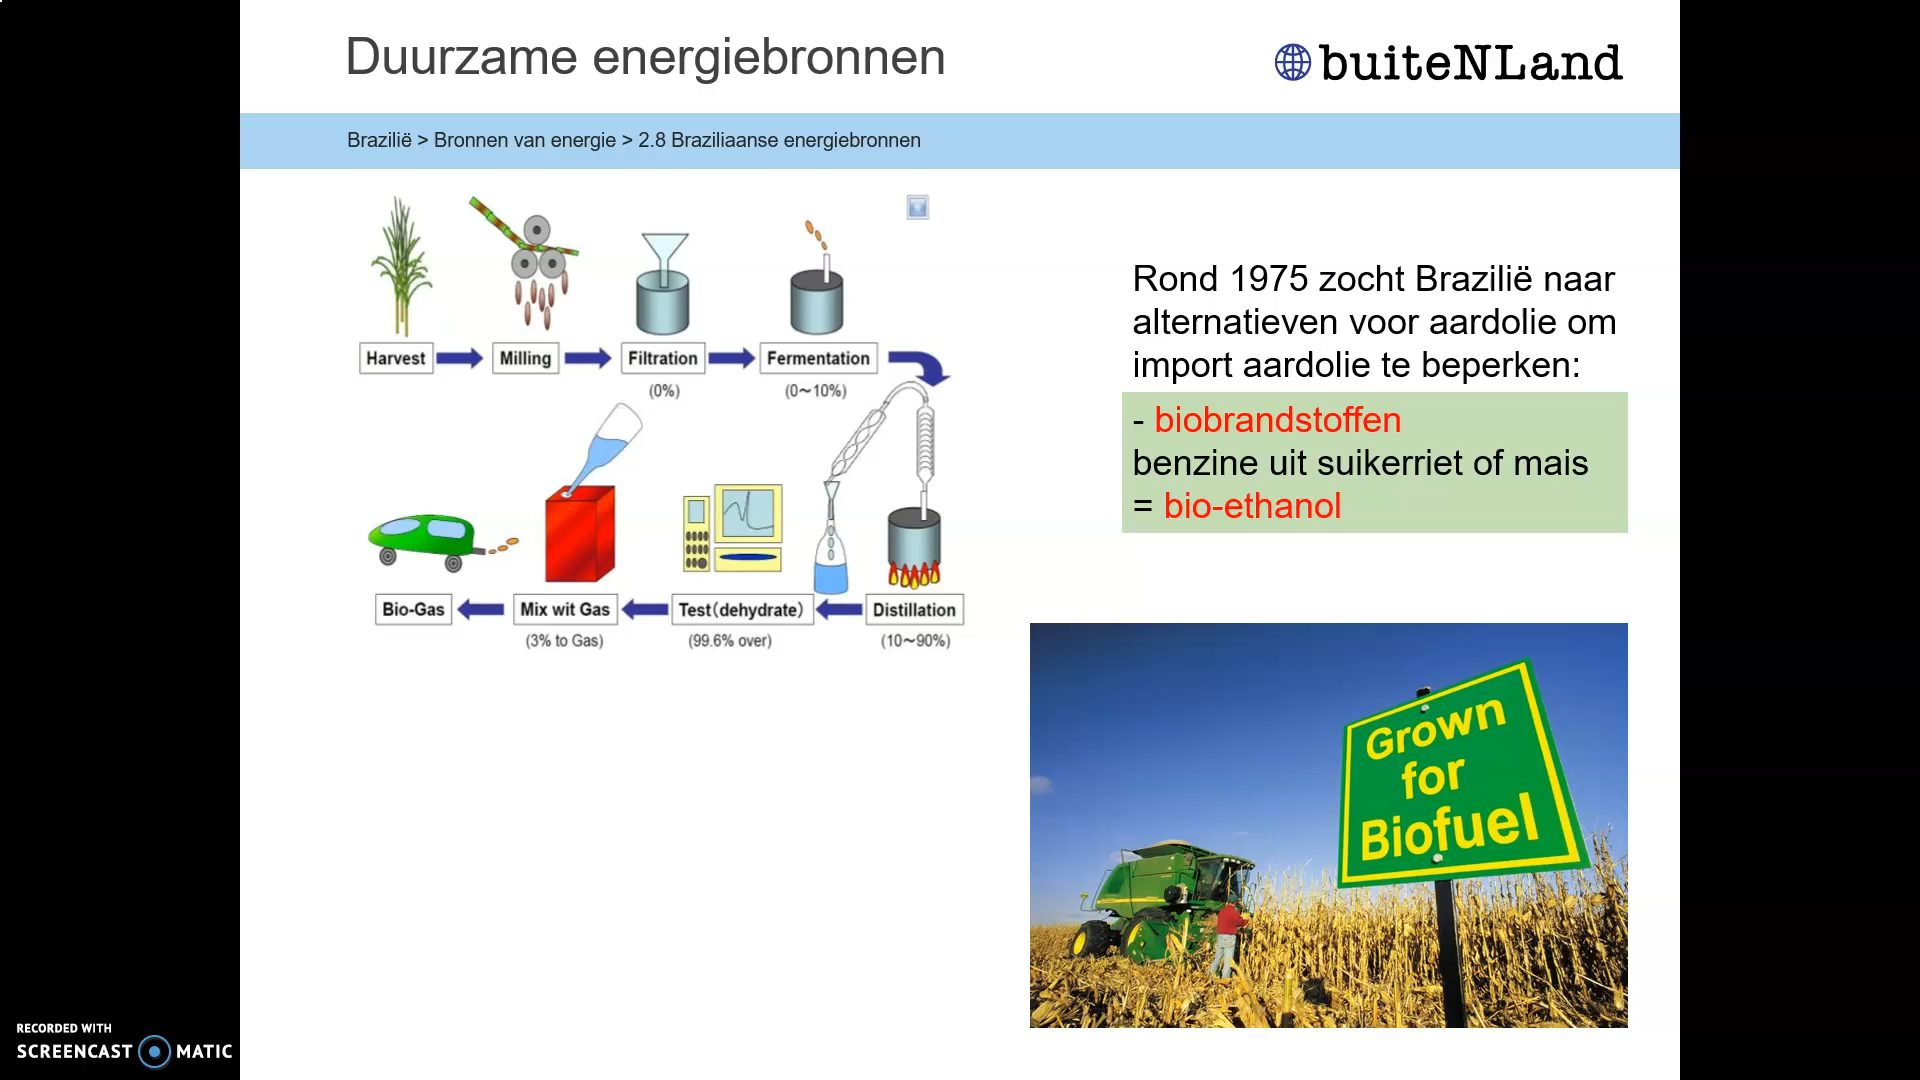 Duurzame energiebronnen
buiteNLand
Brazilië > Bronnen van energie > 2.8 Braziliaanse energiebronnen
Harvest
Milling
Filtration
Fermentation
(0%)
(0~10%)
Rond 1975 zocht Brazilië naar
alternatieven voor aardolie om
import aardolie te beperken:
- biobrandstoffen
benzine uit suikerriet of mais
= bio-ethanol
Bio-Gas
Mix wit Gas
Test(dehydrate)
Distillation
(3% to Gas)
(99.6% over)
(10~90%)
Grown
for
Biofuel
RECORDED WITH
SCREENCAST MATIC